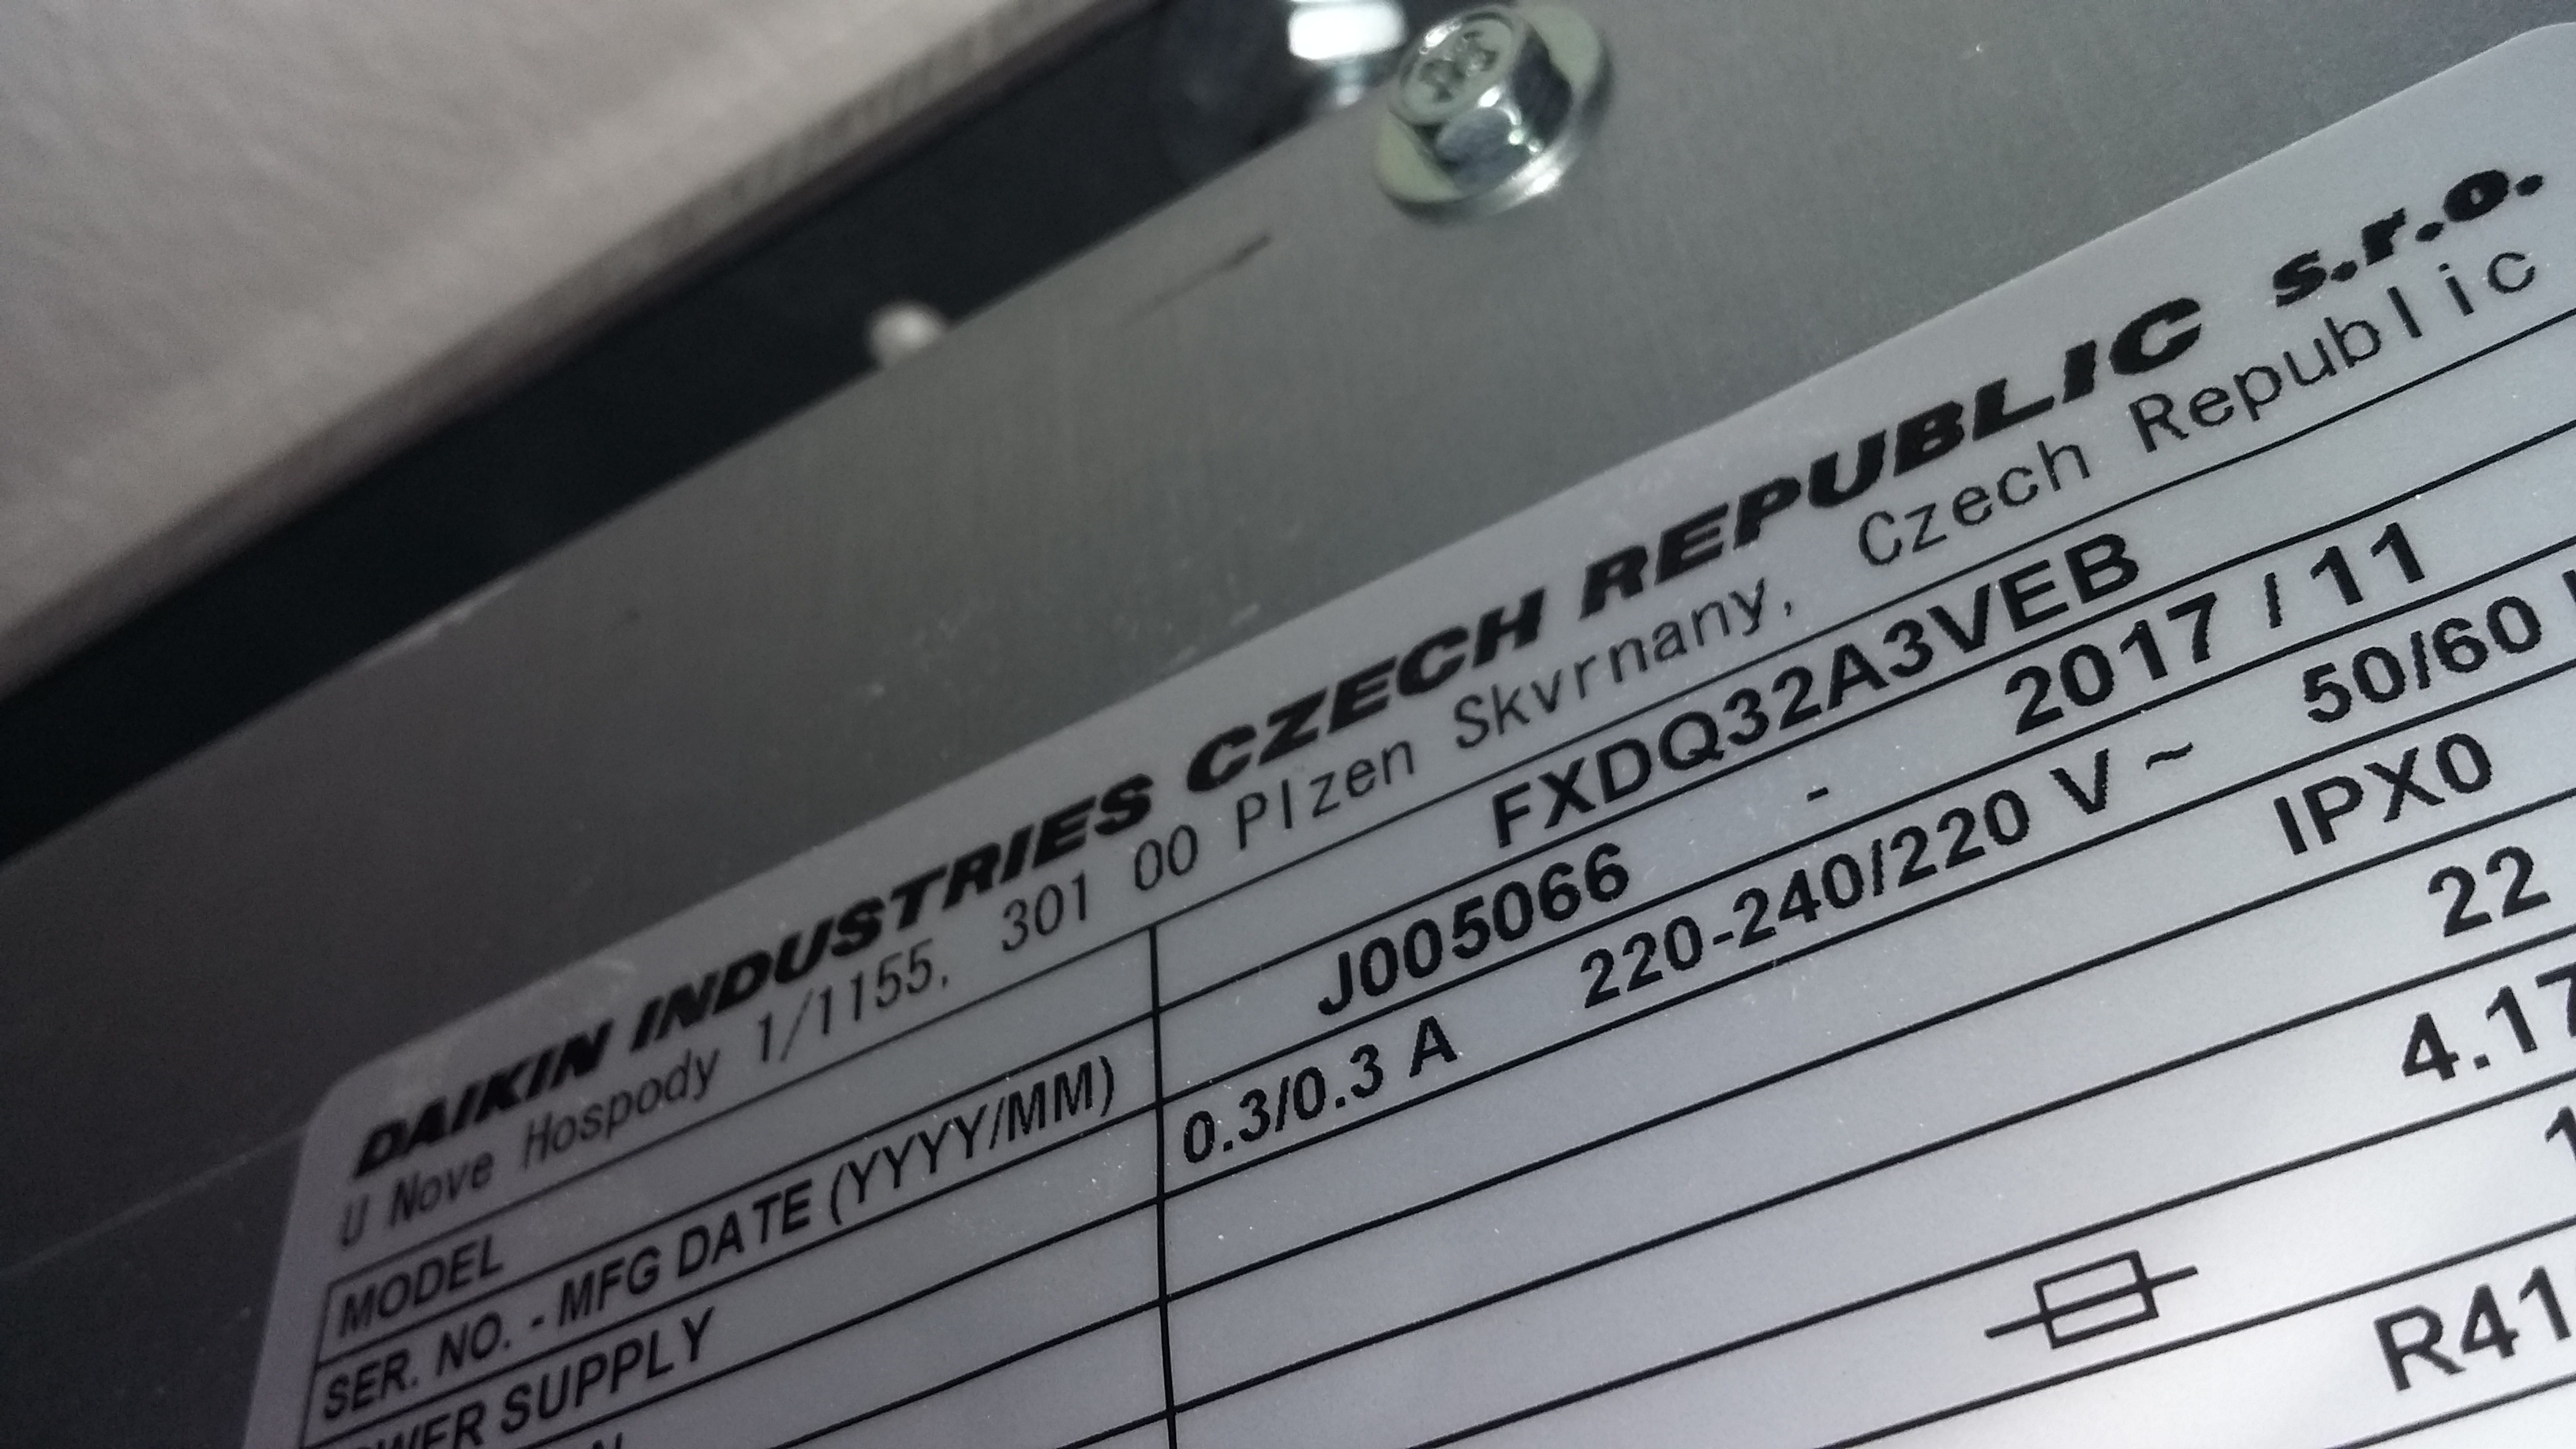 DAIKIN INDUSTRIES CZECH REPUBLIC s.r.o.
U Nove Hospody 1/1155, 301 00 Plzen Skvrnany, Czech Republic
MODEL FXDQ32A3VEB
SER. NO. - MFG DATE (YYYY/MM) J005066 - 2017 / 11
POWER SUPPLY 0.3/0.3 A 220-240/220 V ~ 50/60
IPX0
22
4.17
R41